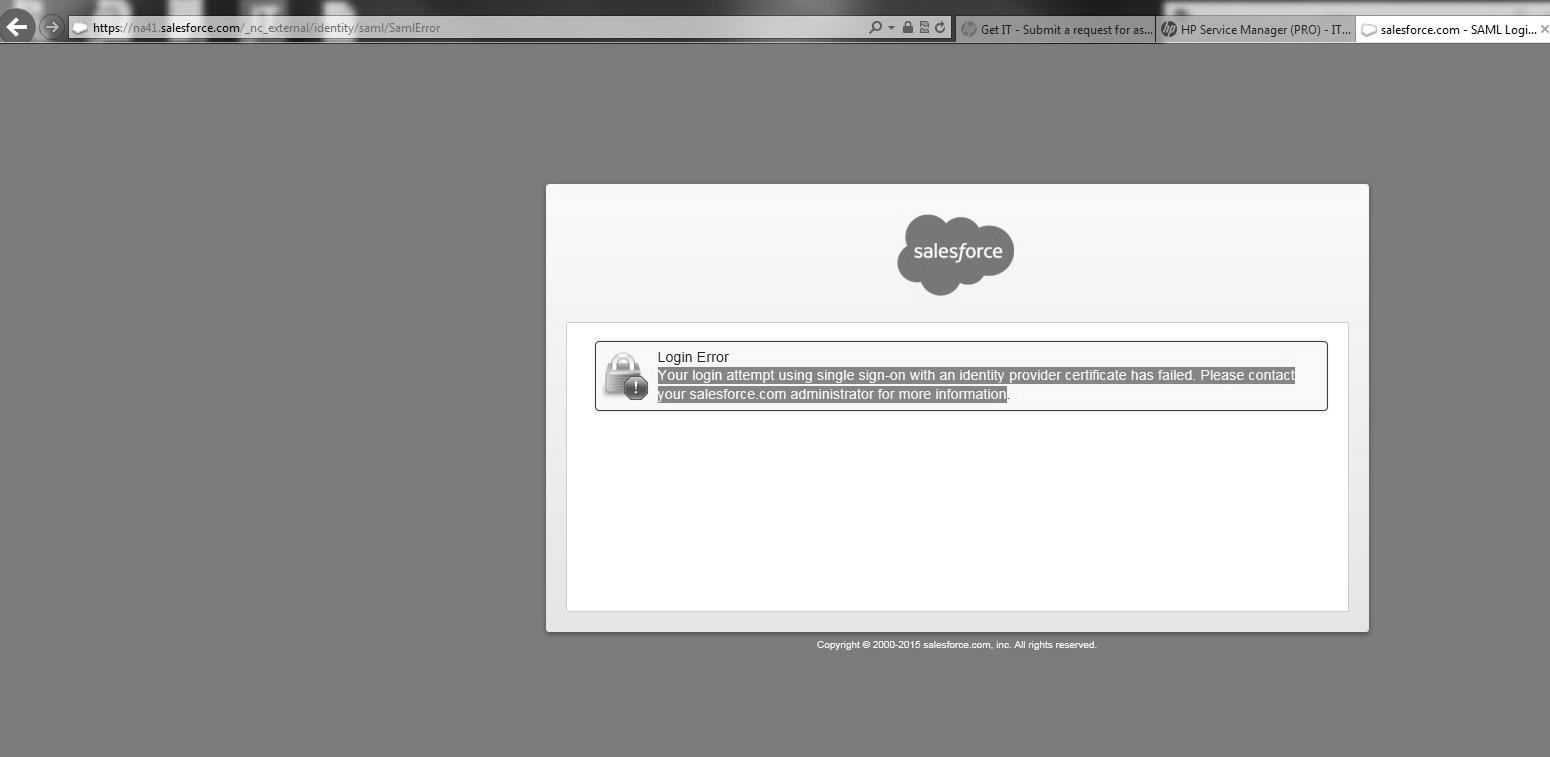 https://na41.salesforce.com/_nc_external/identity/saml/SamlError
Get IT - Submit a request for as...
HP Service Manager (PRO) - IT...
salesforce.com - SAML Logi...
salesforce
Login Error
Your login attempt using single sign-on with an identity provider certificate has failed. Please contact
your salesforce.com administrator for more information.
Copyright © 2000-2015 salesforce.com, inc. All rights reserved.